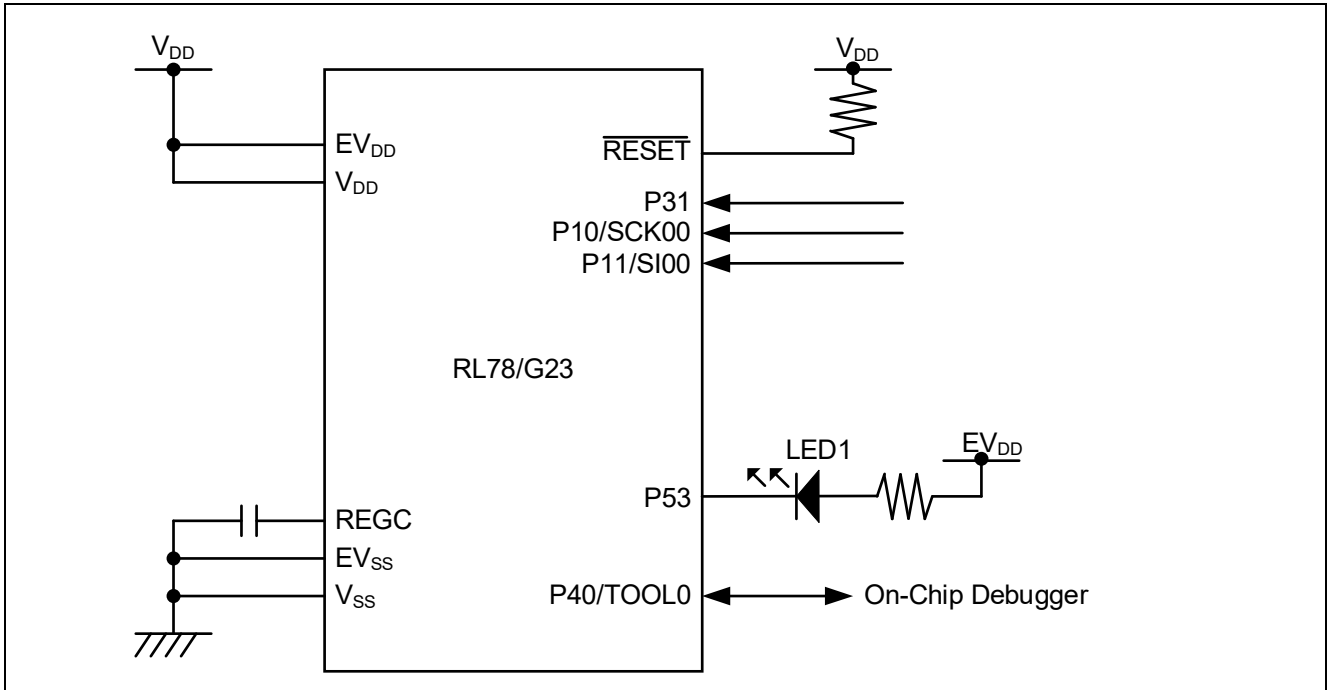 VDD
VDD
EVDD
RESET
VDD
P31
P10/SCK00
P11/SI00
RL78/G23
LED1
EVDD
P53
REGC
EVSS
VSS
P40/TOOL0
On-Chip Debugger